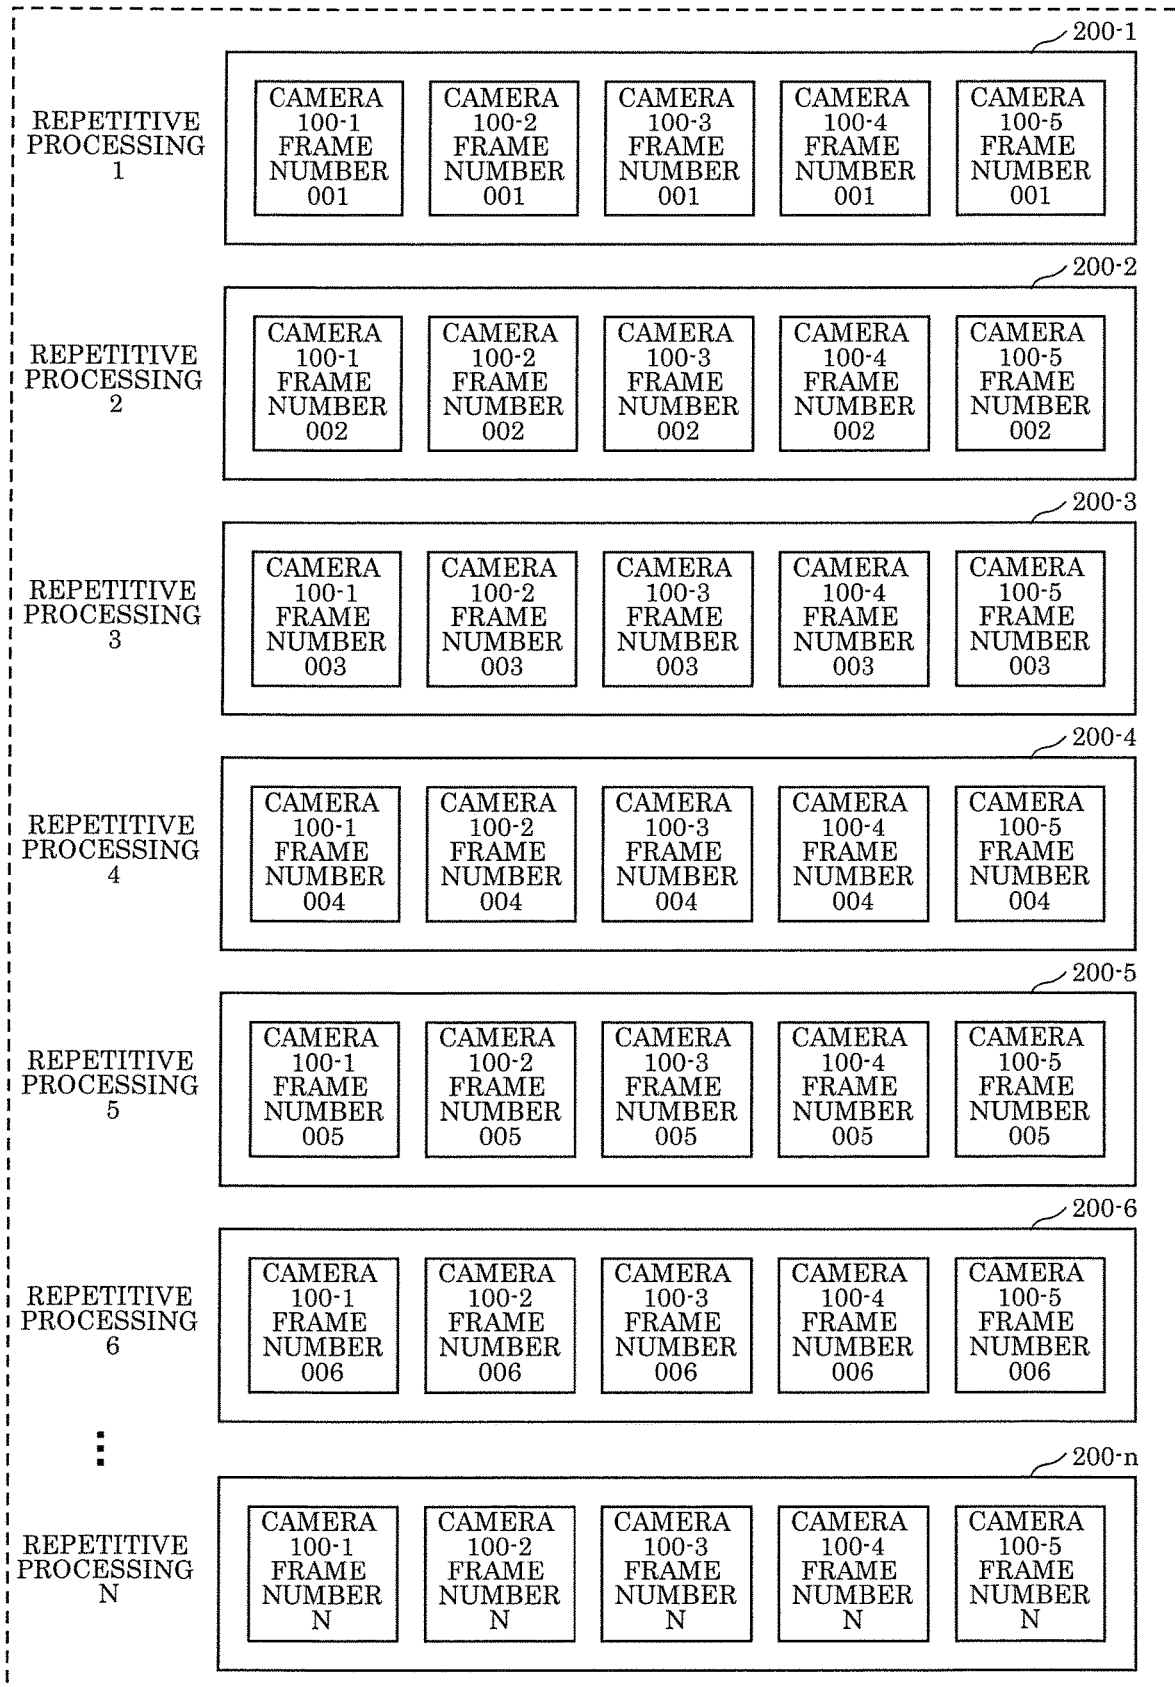 200-1
REPETITIVE
PROCESSING
1
CAMERA
100-1
FRAME
NUMBER
001
CAMERA
100-2
FRAME
NUMBER
001
CAMERA
100-3
FRAME
NUMBER
001
CAMERA
100-4
FRAME
NUMBER
001
CAMERA
100-5
FRAME
NUMBER
001
200-2
REPETITIVE
PROCESSING
2
CAMERA
100-1
FRAME
NUMBER
002
CAMERA
100-2
FRAME
NUMBER
002
CAMERA
100-3
FRAME
NUMBER
002
CAMERA
100-4
FRAME
NUMBER
002
CAMERA
100-5
FRAME
NUMBER
002
200-3
REPETITIVE
PROCESSING
3
CAMERA
100-1
FRAME
NUMBER
003
CAMERA
100-2
FRAME
NUMBER
003
CAMERA
100-3
FRAME
NUMBER
003
CAMERA
100-4
FRAME
NUMBER
003
CAMERA
100-5
FRAME
NUMBER
003
200-4
REPETITIVE
PROCESSING
4
CAMERA
100-1
FRAME
NUMBER
004
CAMERA
100-2
FRAME
NUMBER
004
CAMERA
100-3
FRAME
NUMBER
004
CAMERA
100-4
FRAME
NUMBER
004
CAMERA
100-5
FRAME
NUMBER
004
200-5
REPETITIVE
PROCESSING
5
CAMERA
100-1
FRAME
NUMBER
005
CAMERA
100-2
FRAME
NUMBER
005
CAMERA
100-3
FRAME
NUMBER
005
CAMERA
100-4
FRAME
NUMBER
005
CAMERA
100-5
FRAME
NUMBER
005
200-6
REPETITIVE
PROCESSING
6
CAMERA
100-1
FRAME
NUMBER
006
CAMERA
100-2
FRAME
NUMBER
006
CAMERA
100-3
FRAME
NUMBER
006
CAMERA
100-4
FRAME
NUMBER
006
CAMERA
100-5
FRAME
NUMBER
006
200-n
REPETITIVE
PROCESSING
N
CAMERA
100-1
FRAME
NUMBER
N
CAMERA
100-2
FRAME
NUMBER
N
CAMERA
100-3
FRAME
NUMBER
N
CAMERA
100-4
FRAME
NUMBER
N
CAMERA
100-5
FRAME
NUMBER
N